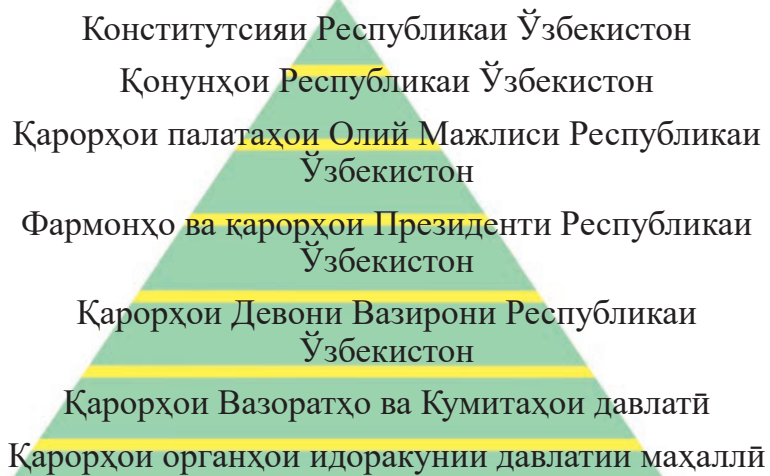 Конститутсияи Республикаи Ўзбекистон
Қонунҳои Республикаи Ўзбекистон
Қарорҳои палатаҳои Олий Мажлиси Республикаи
Ўзбекистон
Фармонҳо ва қарорҳои Президенти Республикаи
Ўзбекистон
Қарорҳои Девони Вазирони Республикаи
Ўзбекистон
Қарорҳои Вазоратҳо ва Кумитаҳои давлатӣ
Қарорҳои органҳои идоракунии давлатии маҳаллӣ